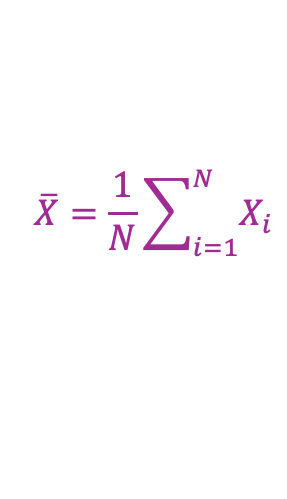 X̄ = 1/N ∑_{i=1}^{N} X_i